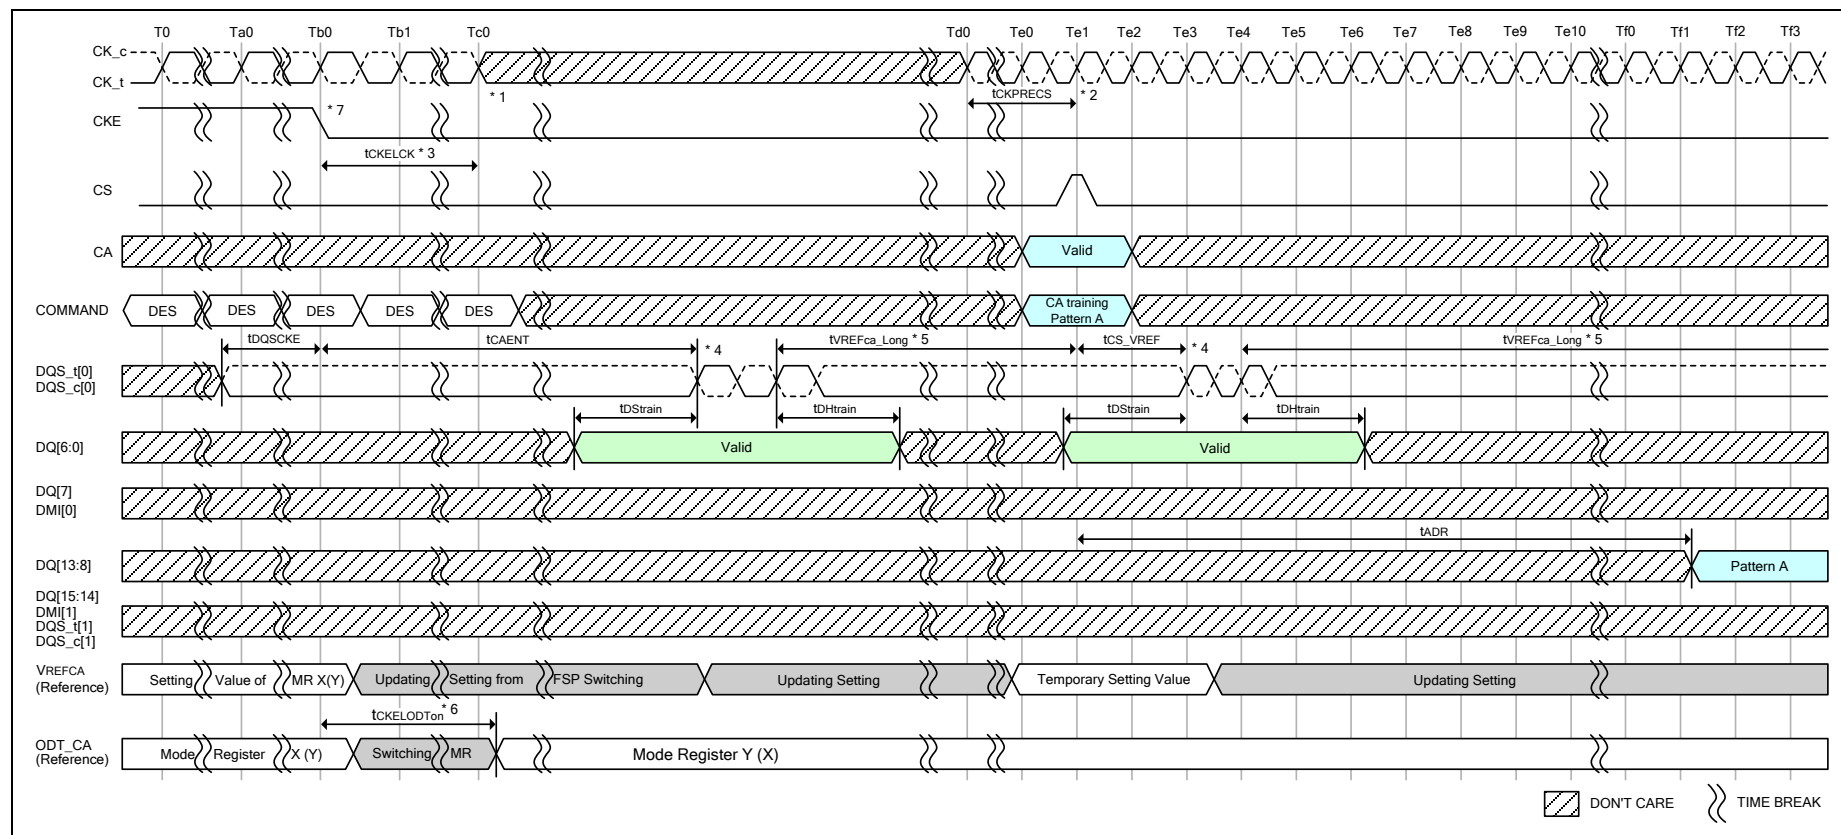 T0 Ta0 Tb0 Tb1 Tc0 Td0 Te0 Te1 Te2 Te3 Te4 Te5 Te6 Te7 Te8 Te9 Te10 Tf0 Tf1 Tf2 Tf3
CK_c
CK_t
* 1
tCKPRECS
* 2
CKE
* 7
tCKELCK * 3
CS
CA
Valid
COMMAND
DES DES DES DES DES
CA training
Pattern A
tDQSCKE
tCAENT
* 4
tVREFca_Long * 5
tCS_VREF
* 4
tVREFca_Long * 5
DQS_t[0]
DQS_c[0]
tDStrain
tDHtrain
tDStrain
tDHtrain
DQ[6:0]
Valid
Valid
DQ[7]
DMI[0]
tADR
DQ[13:8]
Pattern A
DQ[15:14]
DMI[1]
DQS_t[1]
DQS_c[1]
VREFCA
(Reference)
Setting Value of MR X(Y)
Updating Setting from FSP Switching
Updating Setting
Temporary Setting Value
Updating Setting
tCKELODTon * 6
ODT_CA
(Reference)
Mode Register X (Y)
Switching MR
Mode Register Y (X)
DON'T CARE
TIME BREAK